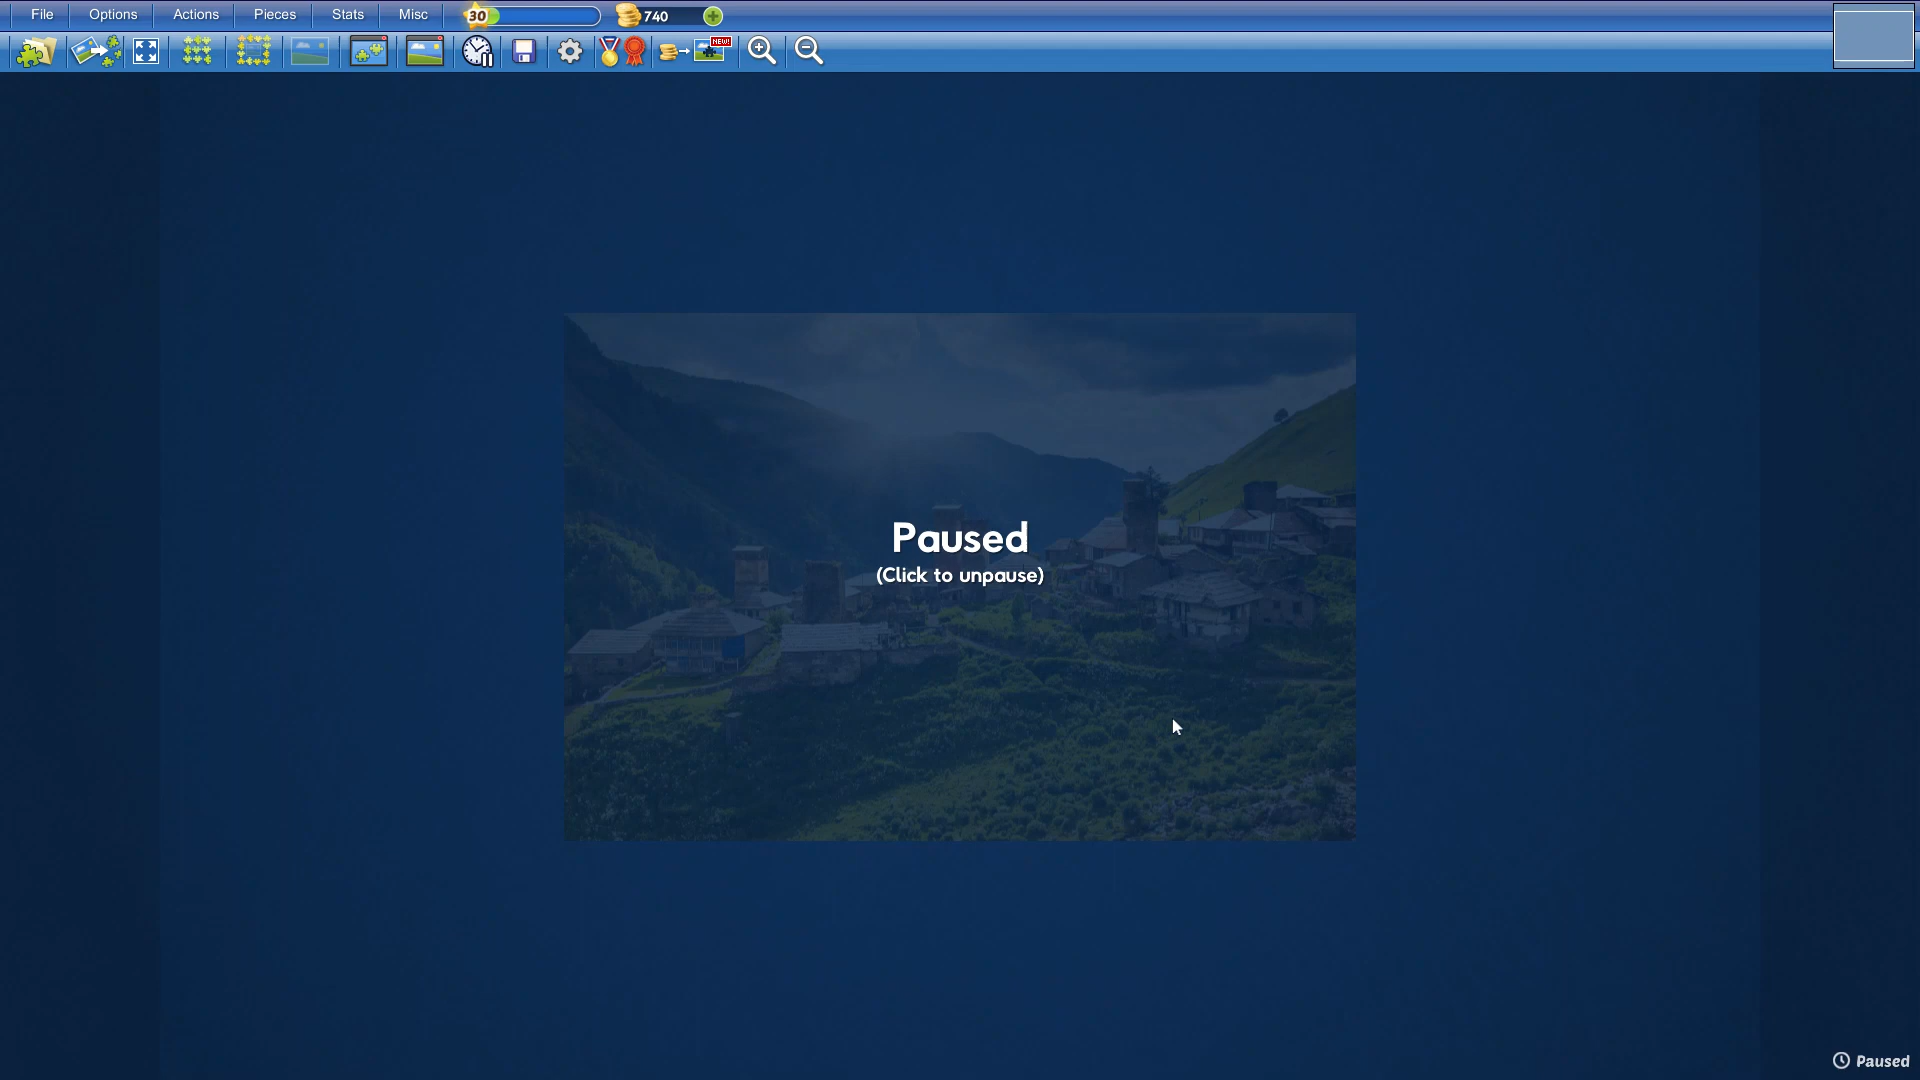 File Options Actions Pieces Stats Misc 30 740
NEW!
Paused
(Click to unpause)
Paused